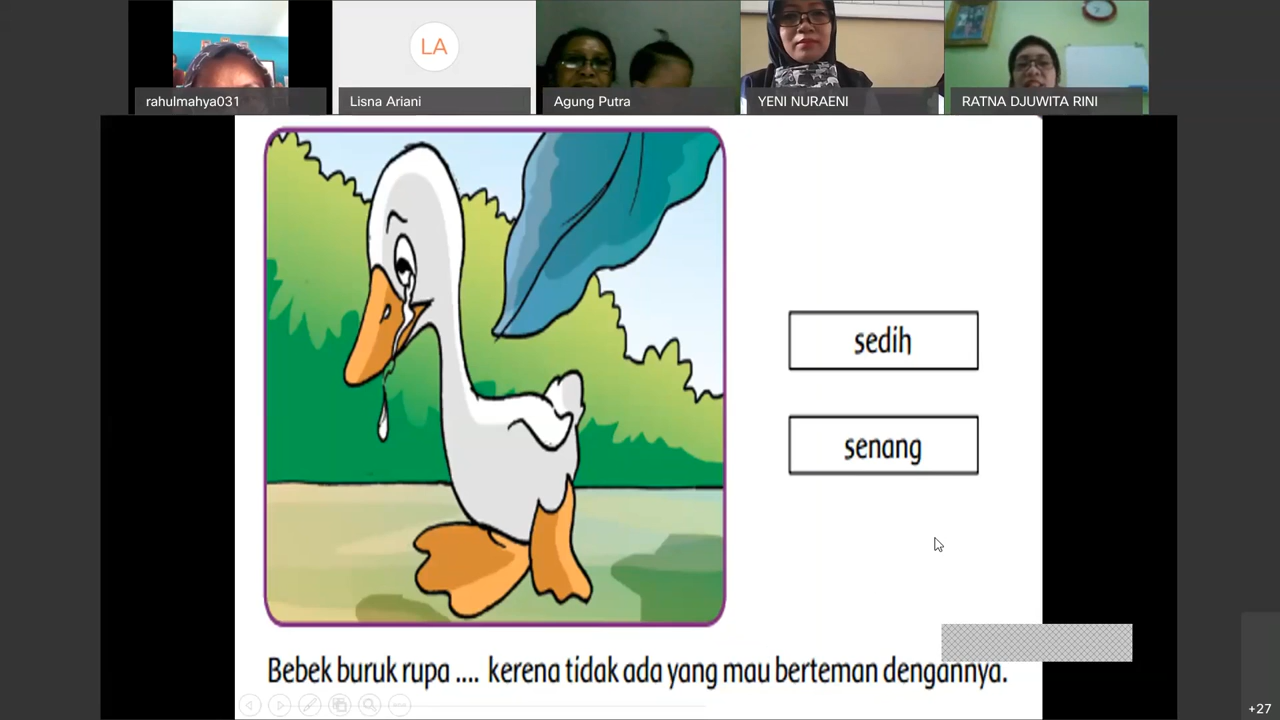 LA
rahulmahya031
Lisna Ariani
Agung Putra
YENI NURAENI
RATNA DJUWITA RINI
sedih
senang
Bebek buruk rupa .... kerena tidak ada yang mau berteman dengannya.
+27